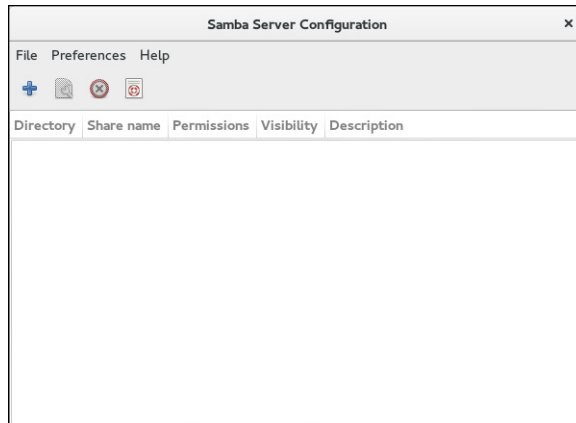 Samba Server Configuration
File Preferences Help
Directory Share name Permissions Visibility Description